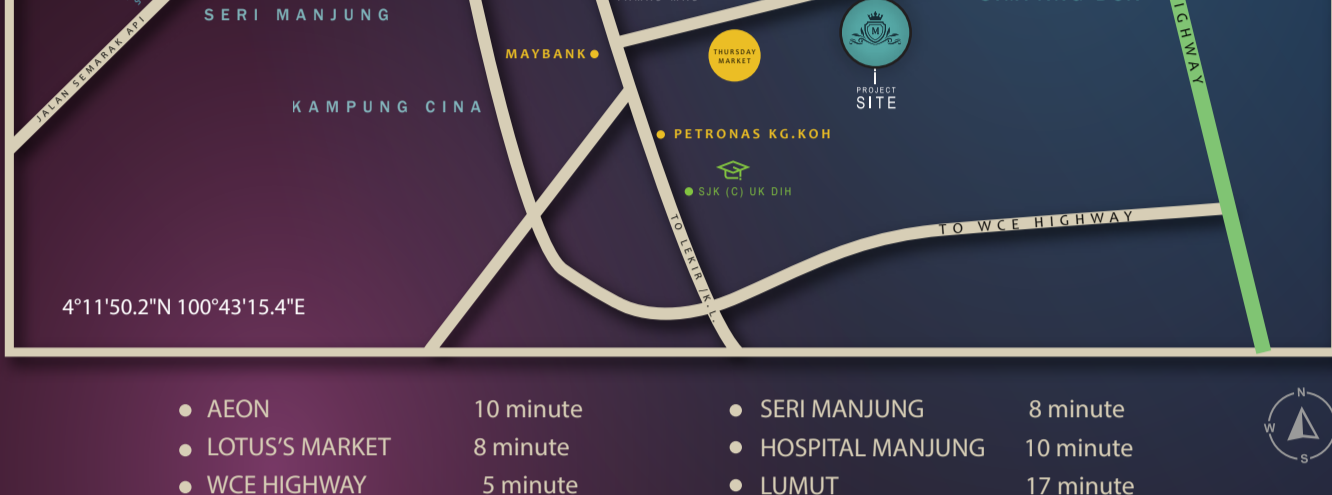 SERI MANJUNG
JALAN SEMARAK API
MAYBANK
THURSDAY
MARKET
M
PROJECT
SITE
IGHWAY
KAMPUNG CINA
PETRONAS KG.KOH
SJK (C) UK DIH
TO LEKIR /K.L.
TO WCE HIGHWAY
4°11'50.2"N 100°43'15.4"E
AEON 10 minute
LOTUS'S MARKET 8 minute
WCE HIGHWAY 5 minute
SERI MANJUNG 8 minute
HOSPITAL MANJUNG 10 minute
LUMUT 17 minute
N
W
S